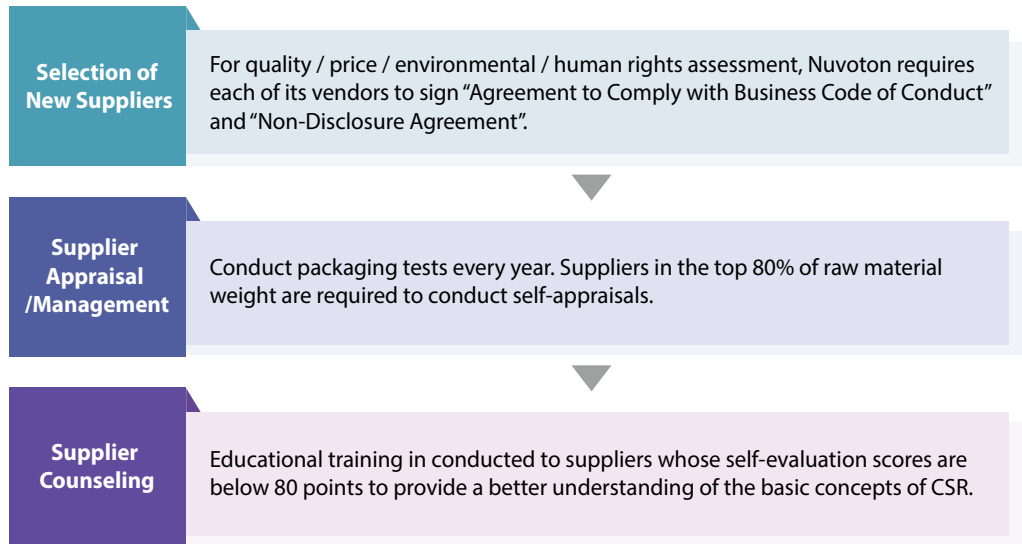 Selection of
New Suppliers
For quality / price / environmental / human rights assessment, Nuvoton requires
each of its vendors to sign “Agreement to Comply with Business Code of Conduct”
and “Non-Disclosure Agreement”.
Supplier
Appraisal
/Management
Conduct packaging tests every year. Suppliers in the top 80% of raw material
weight are required to conduct self-appraisals.
Supplier
Counseling
Educational training in conducted to suppliers whose self-evaluation scores are
below 80 points to provide a better understanding of the basic concepts of CSR.